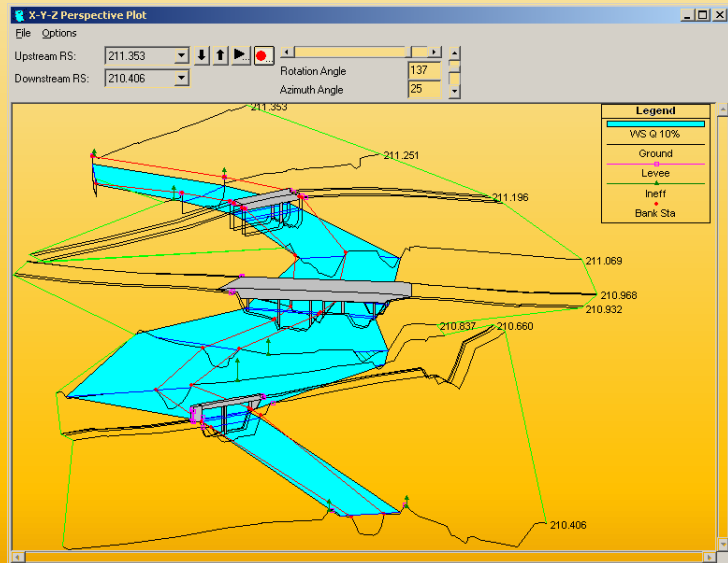 X-Y-Z Perspective Plot
File Options
Upstream RS: 211.353
Downstream RS: 210.406
Rotation Angle 137
Azimuth Angle 25
211.353
211.251
211.196
211.069
210.968
210.932
210.837 210.660
210.406
Legend
WS Q 10%
Ground
Levee
Ineff
Bank Sta